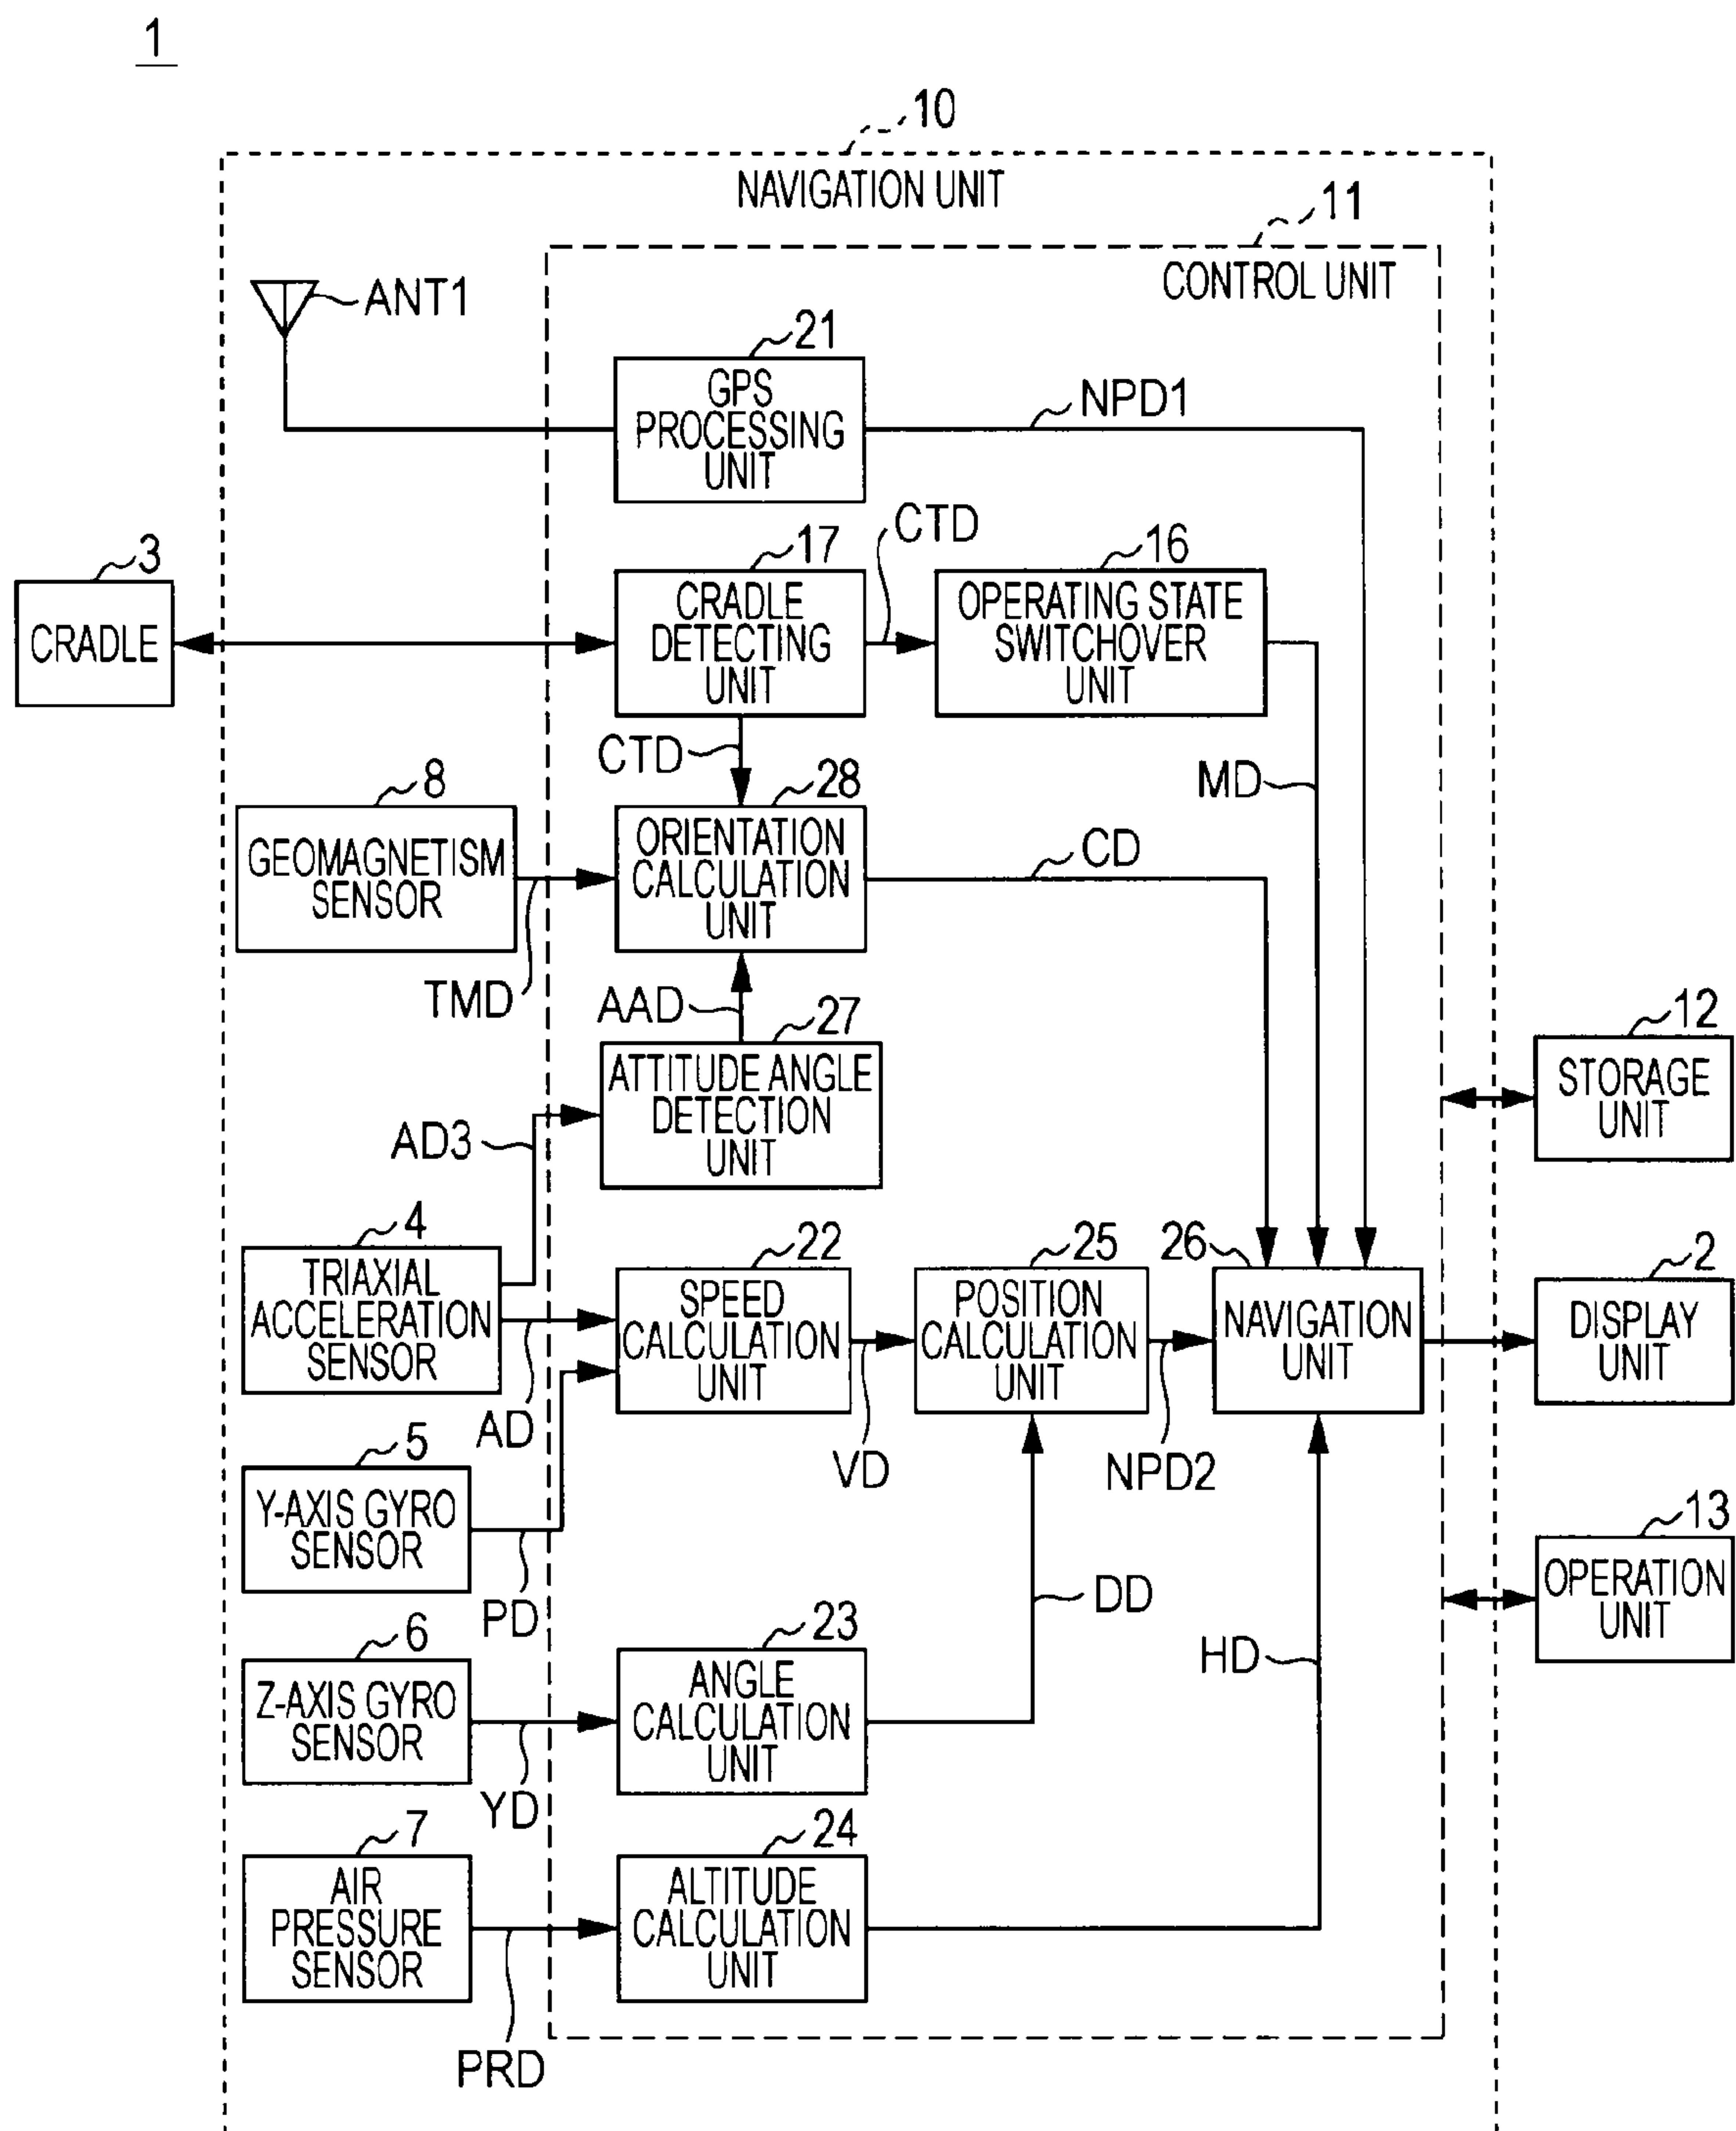 1
10
NAVIGATION UNIT
11
CONTROL UNIT
ANT1
21
GPS
PROCESSING
UNIT
NPD1
CTD
3
CRADLE
17
CRADLE
DETECTING
UNIT
16
OPERATING STATE
SWITCHOVER
UNIT
CTD
MD
8
GEOMAGNETISM
SENSOR
28
ORIENTATION
CALCULATION
UNIT
CD
TMD
AAD
27
ATTITUDE ANGLE
DETECTION
UNIT
12
STORAGE
UNIT
AD3
4
TRIAXIAL
ACCELERATION
SENSOR
22
SPEED
CALCULATION
UNIT
25
POSITION
CALCULATION
UNIT
26
NAVIGATION
UNIT
2
DISPLAY
UNIT
AD
VD
NPD2
5
Y-AXIS GYRO
SENSOR
13
OPERATION
UNIT
PD
DD
HD
6
Z-AXIS GYRO
SENSOR
23
ANGLE
CALCULATION
UNIT
YD
7
AIR
PRESSURE
SENSOR
24
ALTITUDE
CALCULATION
UNIT
PRD